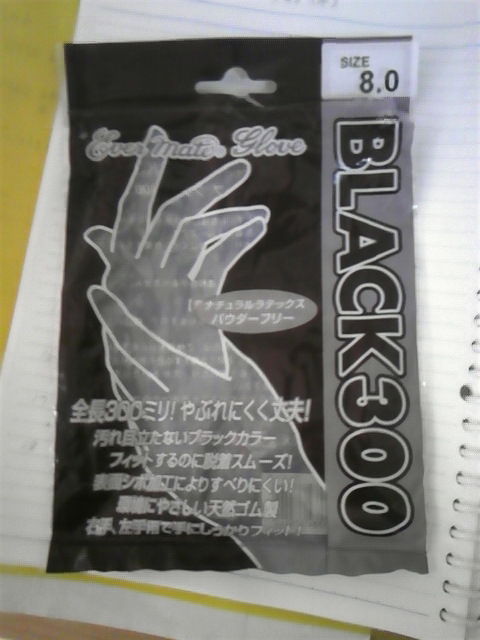 SIZE
8.0
Ever Mate Glove
BLACK300
ナチュラルラテックス
パウダーフリー
全長300ミリ!やぶれにくく丈夫!
汚れ目立たないブラックカラー
フィットするのに脱着スムーズ!
表面シボ加工によりすべりにくい!
環境にやさしい天然ゴム製
右手、左手用で手にしっかりフィット!